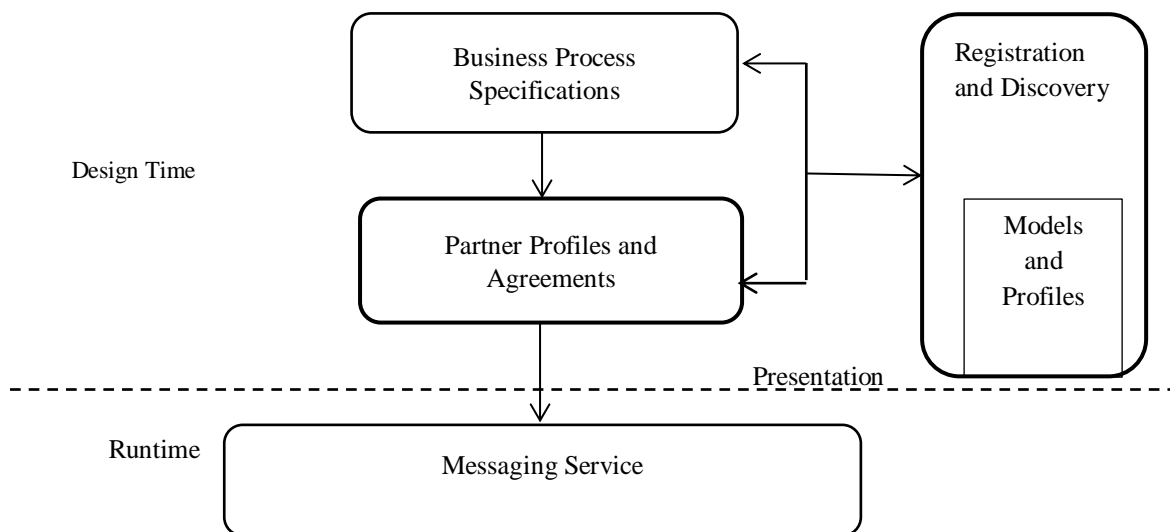 Business Process
Specifications
Registration
and Discovery
Design Time
Partner Profiles and
Agreements
Models
and
Profiles
Presentation
Runtime
Messaging Service